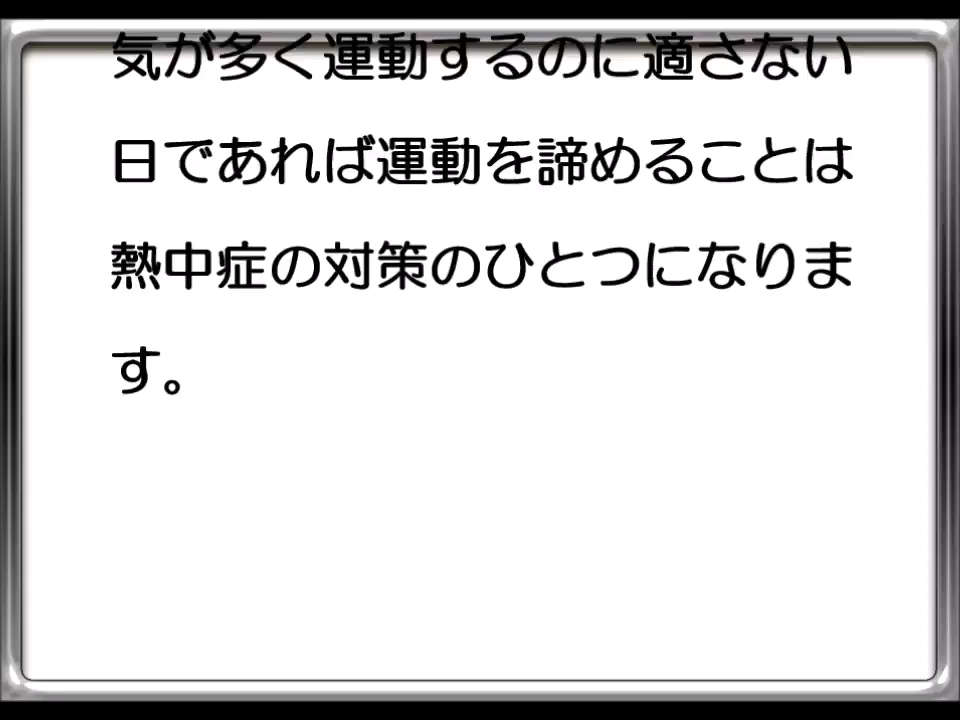 気が多く運動するのに適さない
日であれば運動を諦めることは
熱中症の対策のひとつになりま
す。